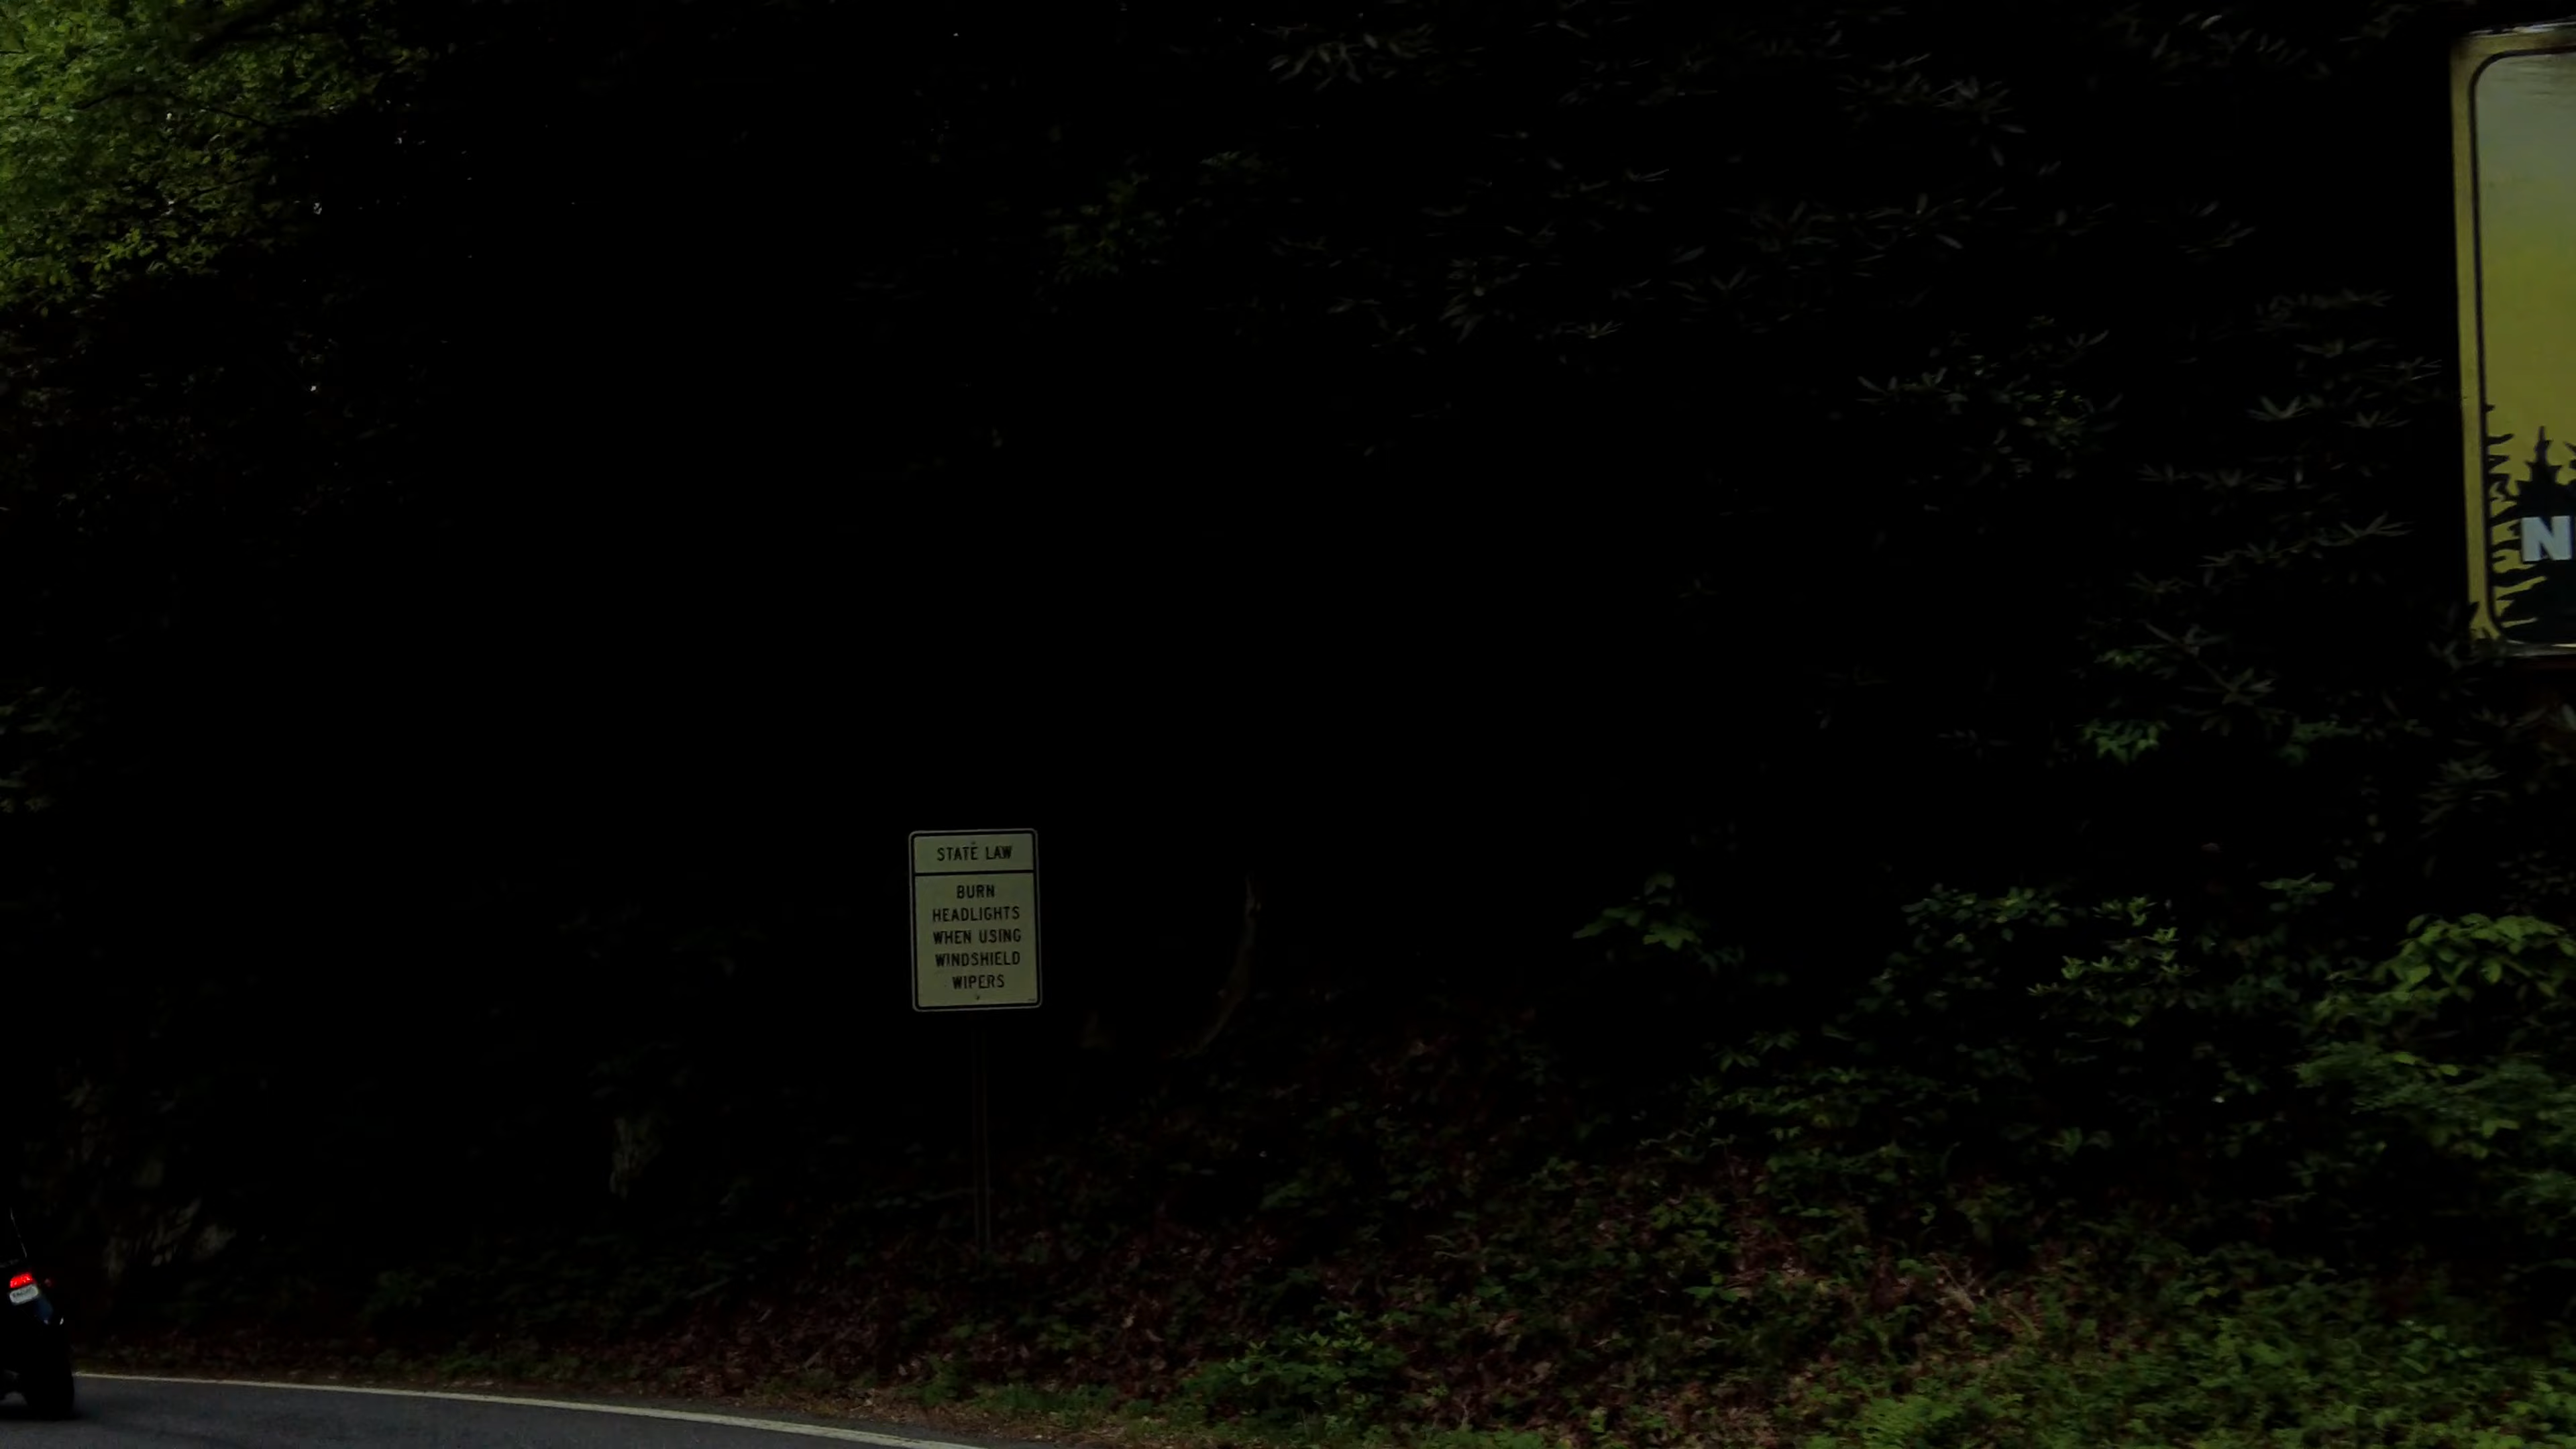 STATE LAW
BURN
HEADLIGHTS
WHEN USING
WINDSHIELD
WIPERS
N